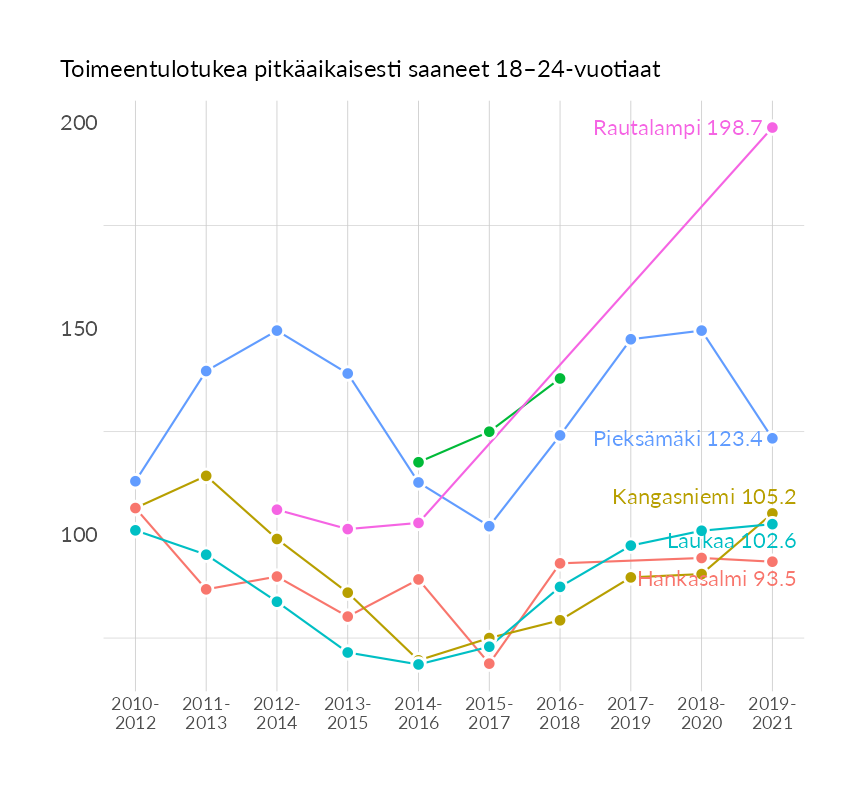 Toimeentulotukea pitkäaikaisesti saaneet 18–24-vuotiaat
200
Rautalampi 198.7
150
Pieksämäki 123.4
Kangasniemi 105.2
100
Laukaa 102.6
Hankasalmi 93.5
2010- 2011- 2012- 2013- 2014- 2015- 2016- 2017- 2018- 2019-
2012 2013 2014 2015 2016 2017 2018 2019 2020 2021